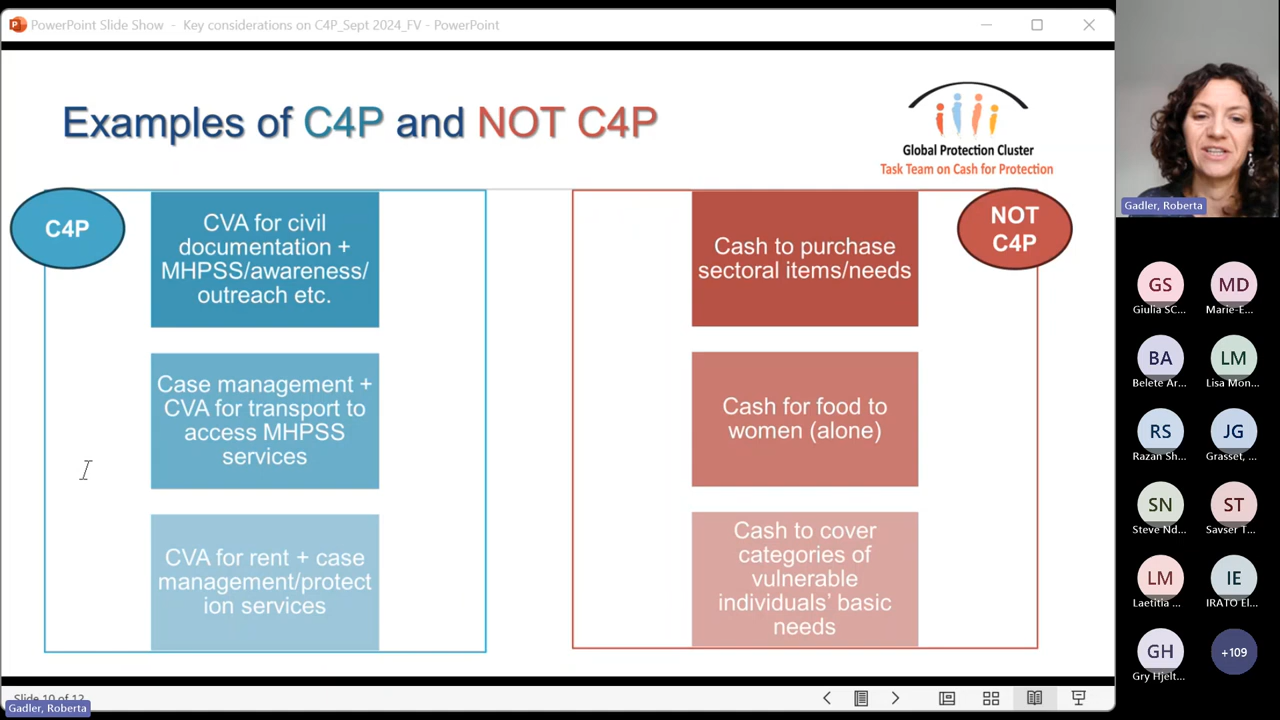 PowerPoint Slide Show - Key considerations on C4P_Sept 2024_FV - PowerPoint
Examples of C4P and NOT C4P
Global Protection Cluster
Task Team on Cash for Protection
C4P
CVA for civil
documentation +
MHPSS/awareness/
outreach etc.
Case management +
CVA for transport to
access MHPSS
services
CVA for rent + case
management/protect
ion services
NOT
C4P
Cash to purchase
sectoral items/needs
Cash for food to
women (alone)
Cash to cover
categories of
vulnerable
individuals' basic
needs
Slide 10 of 12
Gadler, Roberta
Gadler, Roberta
GS
Giulia SC...
MD
Marie-E...
BA
Belete Ar...
LM
Lisa Mon...
RS
Razan Sh...
JG
Grasset, ...
SN
Steve Nd...
ST
Savser T...
LM
Laetitia ...
IE
IRATO El...
GH
Gry Hjelt...
+109